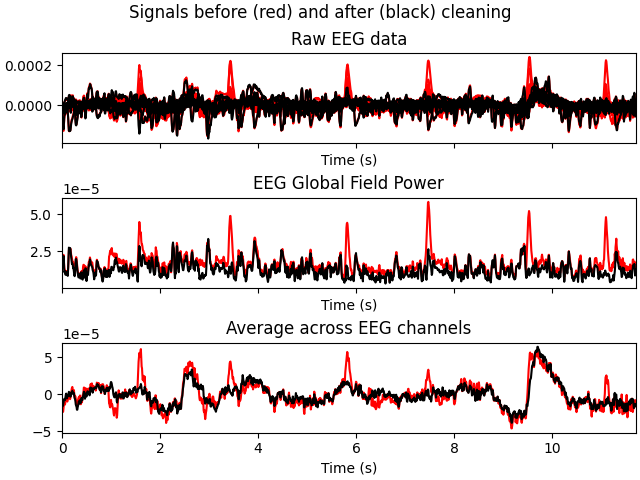 Signals before (red) and after (black) cleaning
Raw EEG data
0.0002
0.0000
Time (s)
EEG Global Field Power
1e−5
5.0
2.5
Time (s)
Average across EEG channels
1e−5
5
0
−5
0 2 4 6 8 10
Time (s)